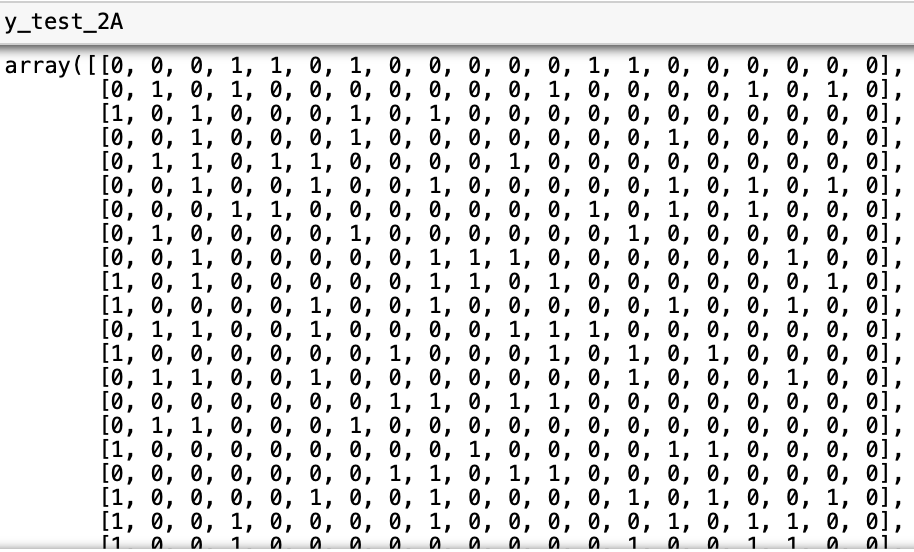 y_test_2A
array([[0, 0, 0, 1, 1, 0, 1, 0, 0, 0, 0, 0, 1, 1, 0, 0, 0, 0, 0, 0],
[0, 1, 0, 1, 0, 0, 0, 0, 0, 0, 0, 1, 0, 0, 0, 0, 1, 0, 1, 0],
[1, 0, 1, 0, 0, 0, 1, 0, 1, 0, 0, 0, 0, 0, 0, 0, 0, 0, 0, 0],
[0, 0, 1, 0, 0, 0, 1, 0, 0, 0, 0, 0, 0, 0, 1, 0, 0, 0, 0, 0],
[0, 1, 1, 0, 1, 1, 0, 0, 0, 0, 1, 0, 0, 0, 0, 0, 0, 0, 0, 0],
[0, 0, 1, 0, 0, 1, 0, 0, 1, 0, 0, 0, 0, 0, 1, 0, 1, 0, 1, 0],
[0, 0, 0, 1, 1, 0, 0, 0, 0, 0, 0, 0, 1, 0, 1, 0, 1, 0, 0, 0],
[0, 1, 0, 0, 0, 0, 1, 0, 0, 0, 0, 0, 0, 1, 0, 0, 0, 0, 0, 0],
[0, 0, 1, 0, 0, 0, 0, 0, 1, 1, 1, 0, 0, 0, 0, 0, 0, 1, 0, 0],
[1, 0, 1, 0, 0, 0, 0, 0, 1, 1, 0, 1, 0, 0, 0, 0, 0, 0, 1, 0],
[1, 0, 0, 0, 0, 1, 0, 0, 1, 0, 0, 0, 0, 0, 1, 0, 0, 1, 0, 0],
[0, 1, 1, 0, 0, 1, 0, 0, 0, 0, 1, 1, 1, 0, 0, 0, 0, 0, 0, 0],
[1, 0, 0, 0, 0, 0, 0, 1, 0, 0, 0, 1, 0, 1, 0, 1, 0, 0, 0, 0],
[0, 1, 1, 0, 0, 1, 0, 0, 0, 0, 0, 0, 0, 1, 0, 0, 0, 1, 0, 0],
[0, 0, 0, 0, 0, 0, 0, 1, 1, 0, 1, 1, 0, 0, 0, 0, 0, 0, 0, 0],
[0, 1, 1, 0, 0, 0, 1, 0, 0, 0, 0, 0, 0, 0, 0, 0, 0, 0, 0, 0],
[1, 0, 0, 0, 0, 0, 0, 0, 0, 1, 0, 0, 0, 0, 1, 1, 0, 0, 0, 0],
[0, 0, 0, 0, 0, 0, 0, 1, 1, 0, 1, 1, 0, 0, 0, 0, 0, 0, 0, 0],
[1, 0, 0, 0, 0, 1, 0, 0, 1, 0, 0, 0, 0, 1, 0, 1, 0, 0, 1, 0],
[1, 0, 0, 1, 0, 0, 0, 0, 1, 0, 0, 0, 0, 0, 1, 0, 1, 1, 0, 0],